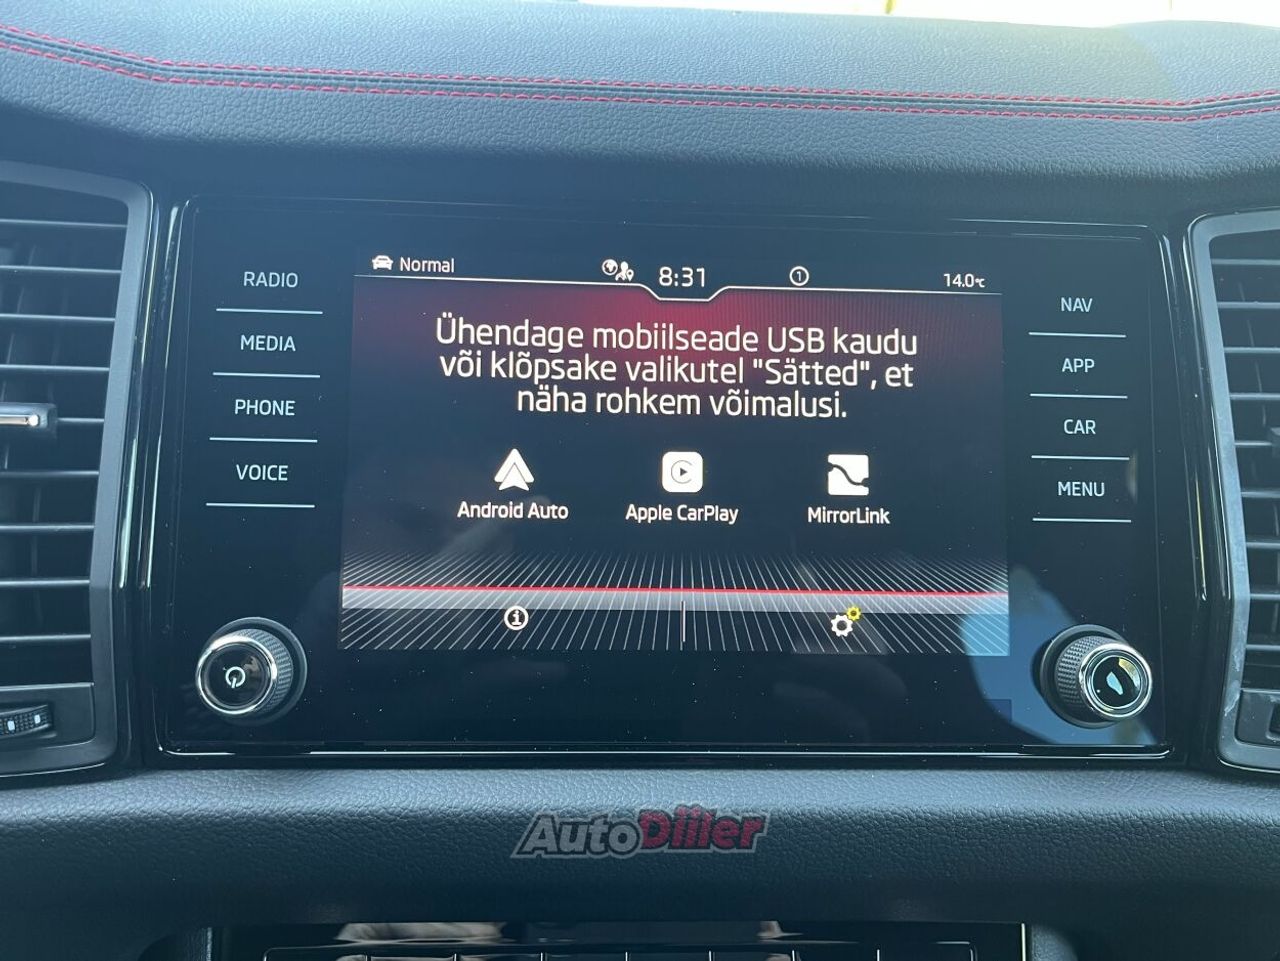 RADIO
MEDIA
PHONE
VOICE
Normal
8:31
1
14.0°C
Ühendage mobiilseade USB kaudu
või klõpsake valikutel "Sätted", et
näha rohkem võimalusi.
Android Auto
Apple CarPlay
MirrorLink
NAV
APP
CAR
MENU
AutoDiiler